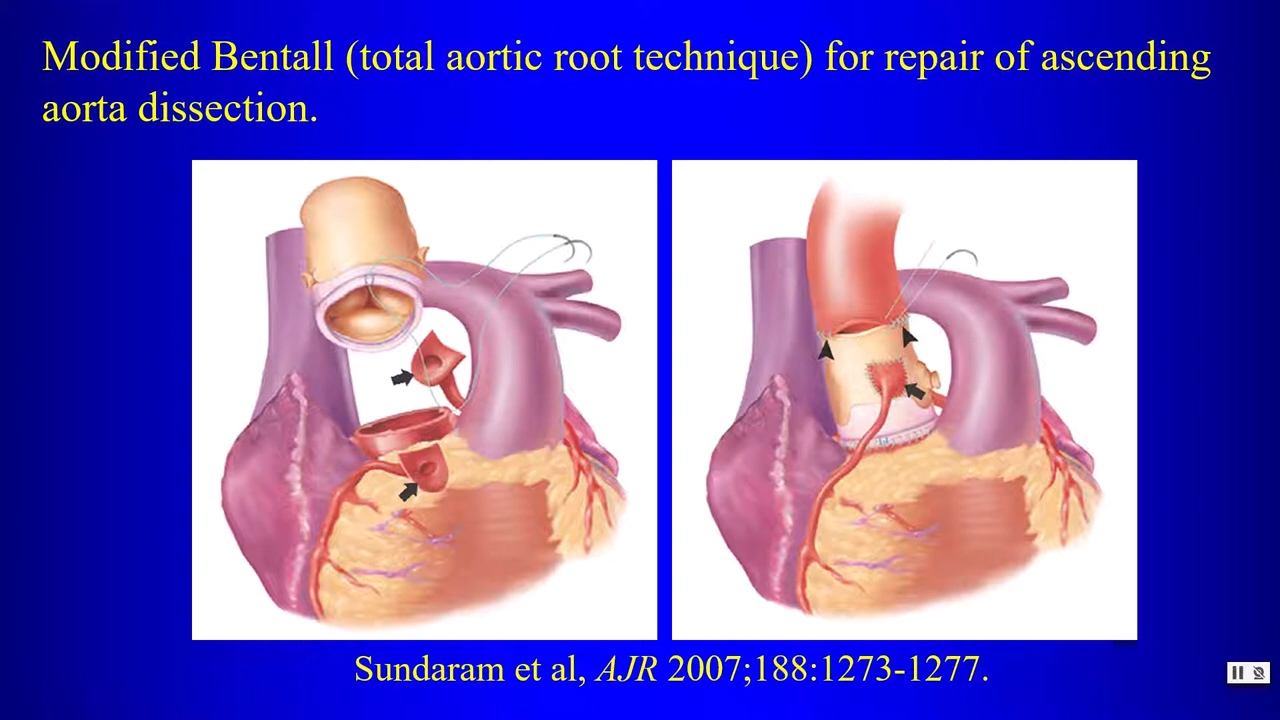 Modified Bentall (total aortic root technique) for repair of ascending
aorta dissection.
Sundaram et al, AJR 2007;188:1273-1277.